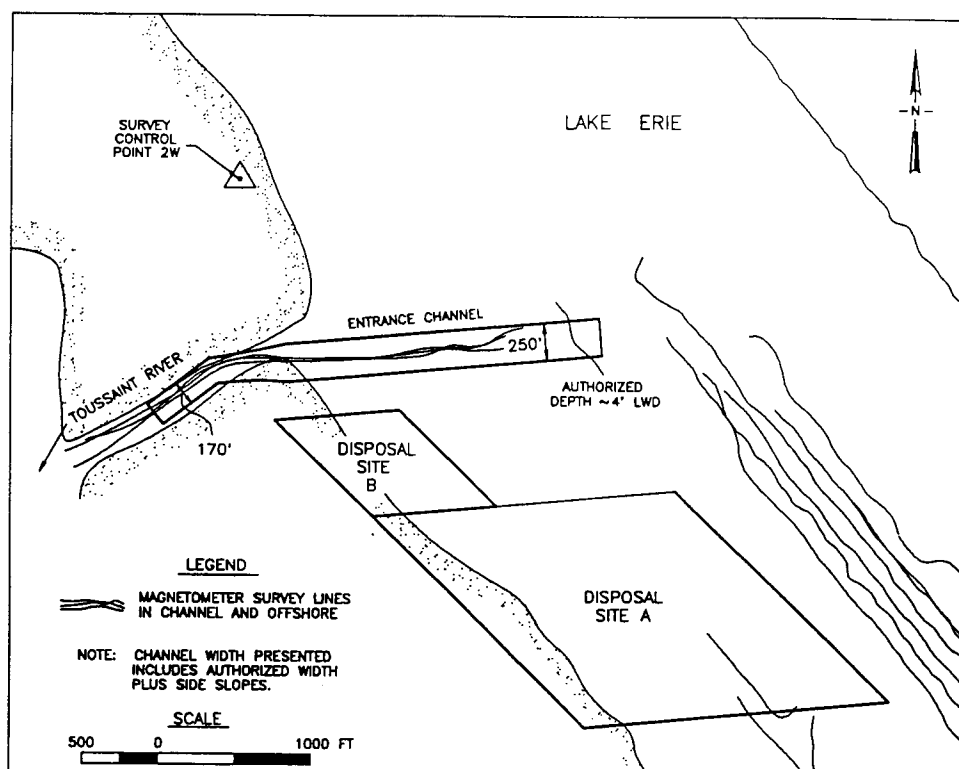 SURVEY
CONTROL
POINT 2W
LAKE ERIE
-N-
ENTRANCE CHANNEL
250'
TOUSSAINT RIVER
AUTHORIZED
DEPTH ~4' LWD
170'
DISPOSAL
SITE
B
DISPOSAL
SITE A
LEGEND
MAGNETOMETER SURVEY LINES
IN CHANNEL AND OFFSHORE
NOTE: CHANNEL WIDTH PRESENTED
INCLUDES AUTHORIZED WIDTH
PLUS SIDE SLOPES.
SCALE
500 0 1000 FT